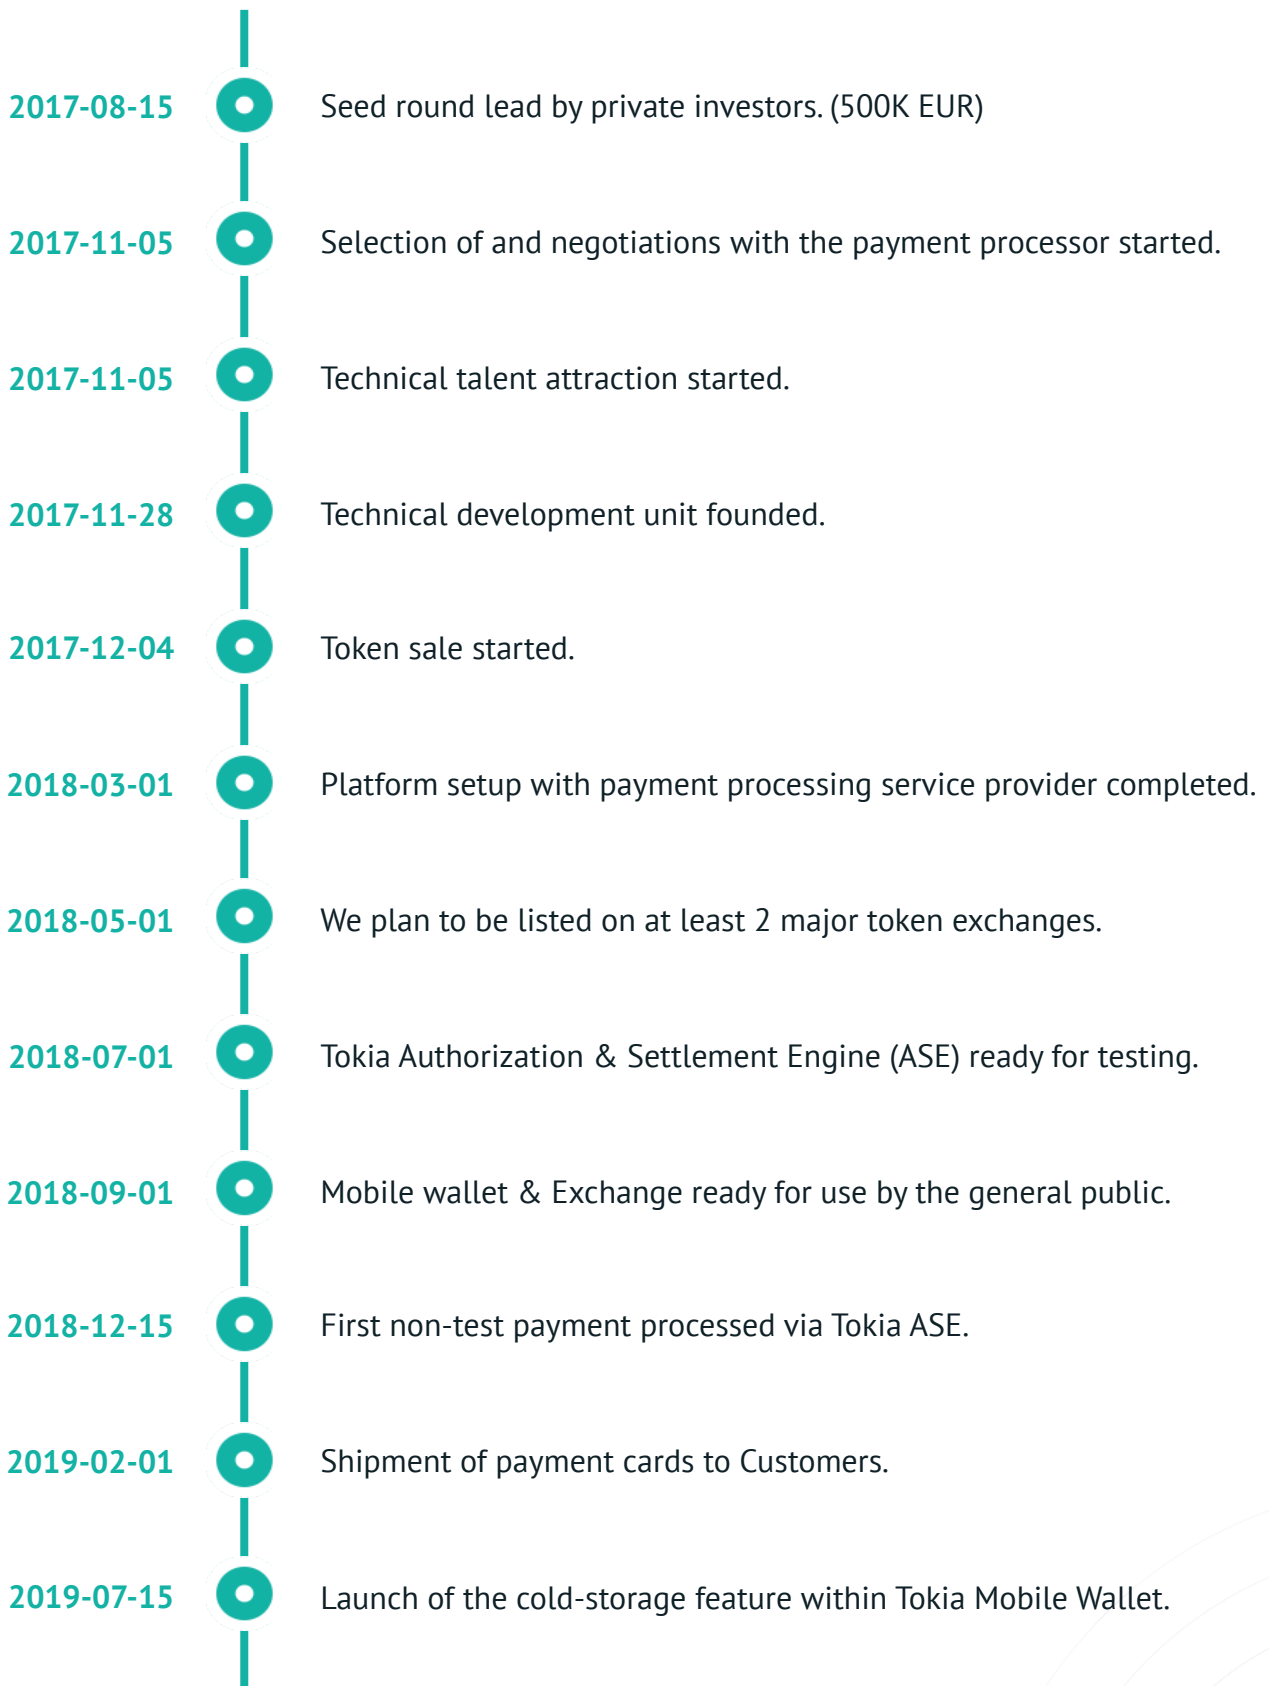 2017-08-15 Seed round lead by private investors. (500K EUR)
2017-11-05 Selection of and negotiations with the payment processor started.
2017-11-05 Technical talent attraction started.
2017-11-28 Technical development unit founded.
2017-12-04 Token sale started.
2018-03-01 Platform setup with payment processing service provider completed.
2018-05-01 We plan to be listed on at least 2 major token exchanges.
2018-07-01 Tokia Authorization & Settlement Engine (ASE) ready for testing.
2018-09-01 Mobile wallet & Exchange ready for use by the general public.
2018-12-15 First non-test payment processed via Tokia ASE.
2019-02-01 Shipment of payment cards to Customers.
2019-07-15 Launch of the cold-storage feature within Tokia Mobile Wallet.